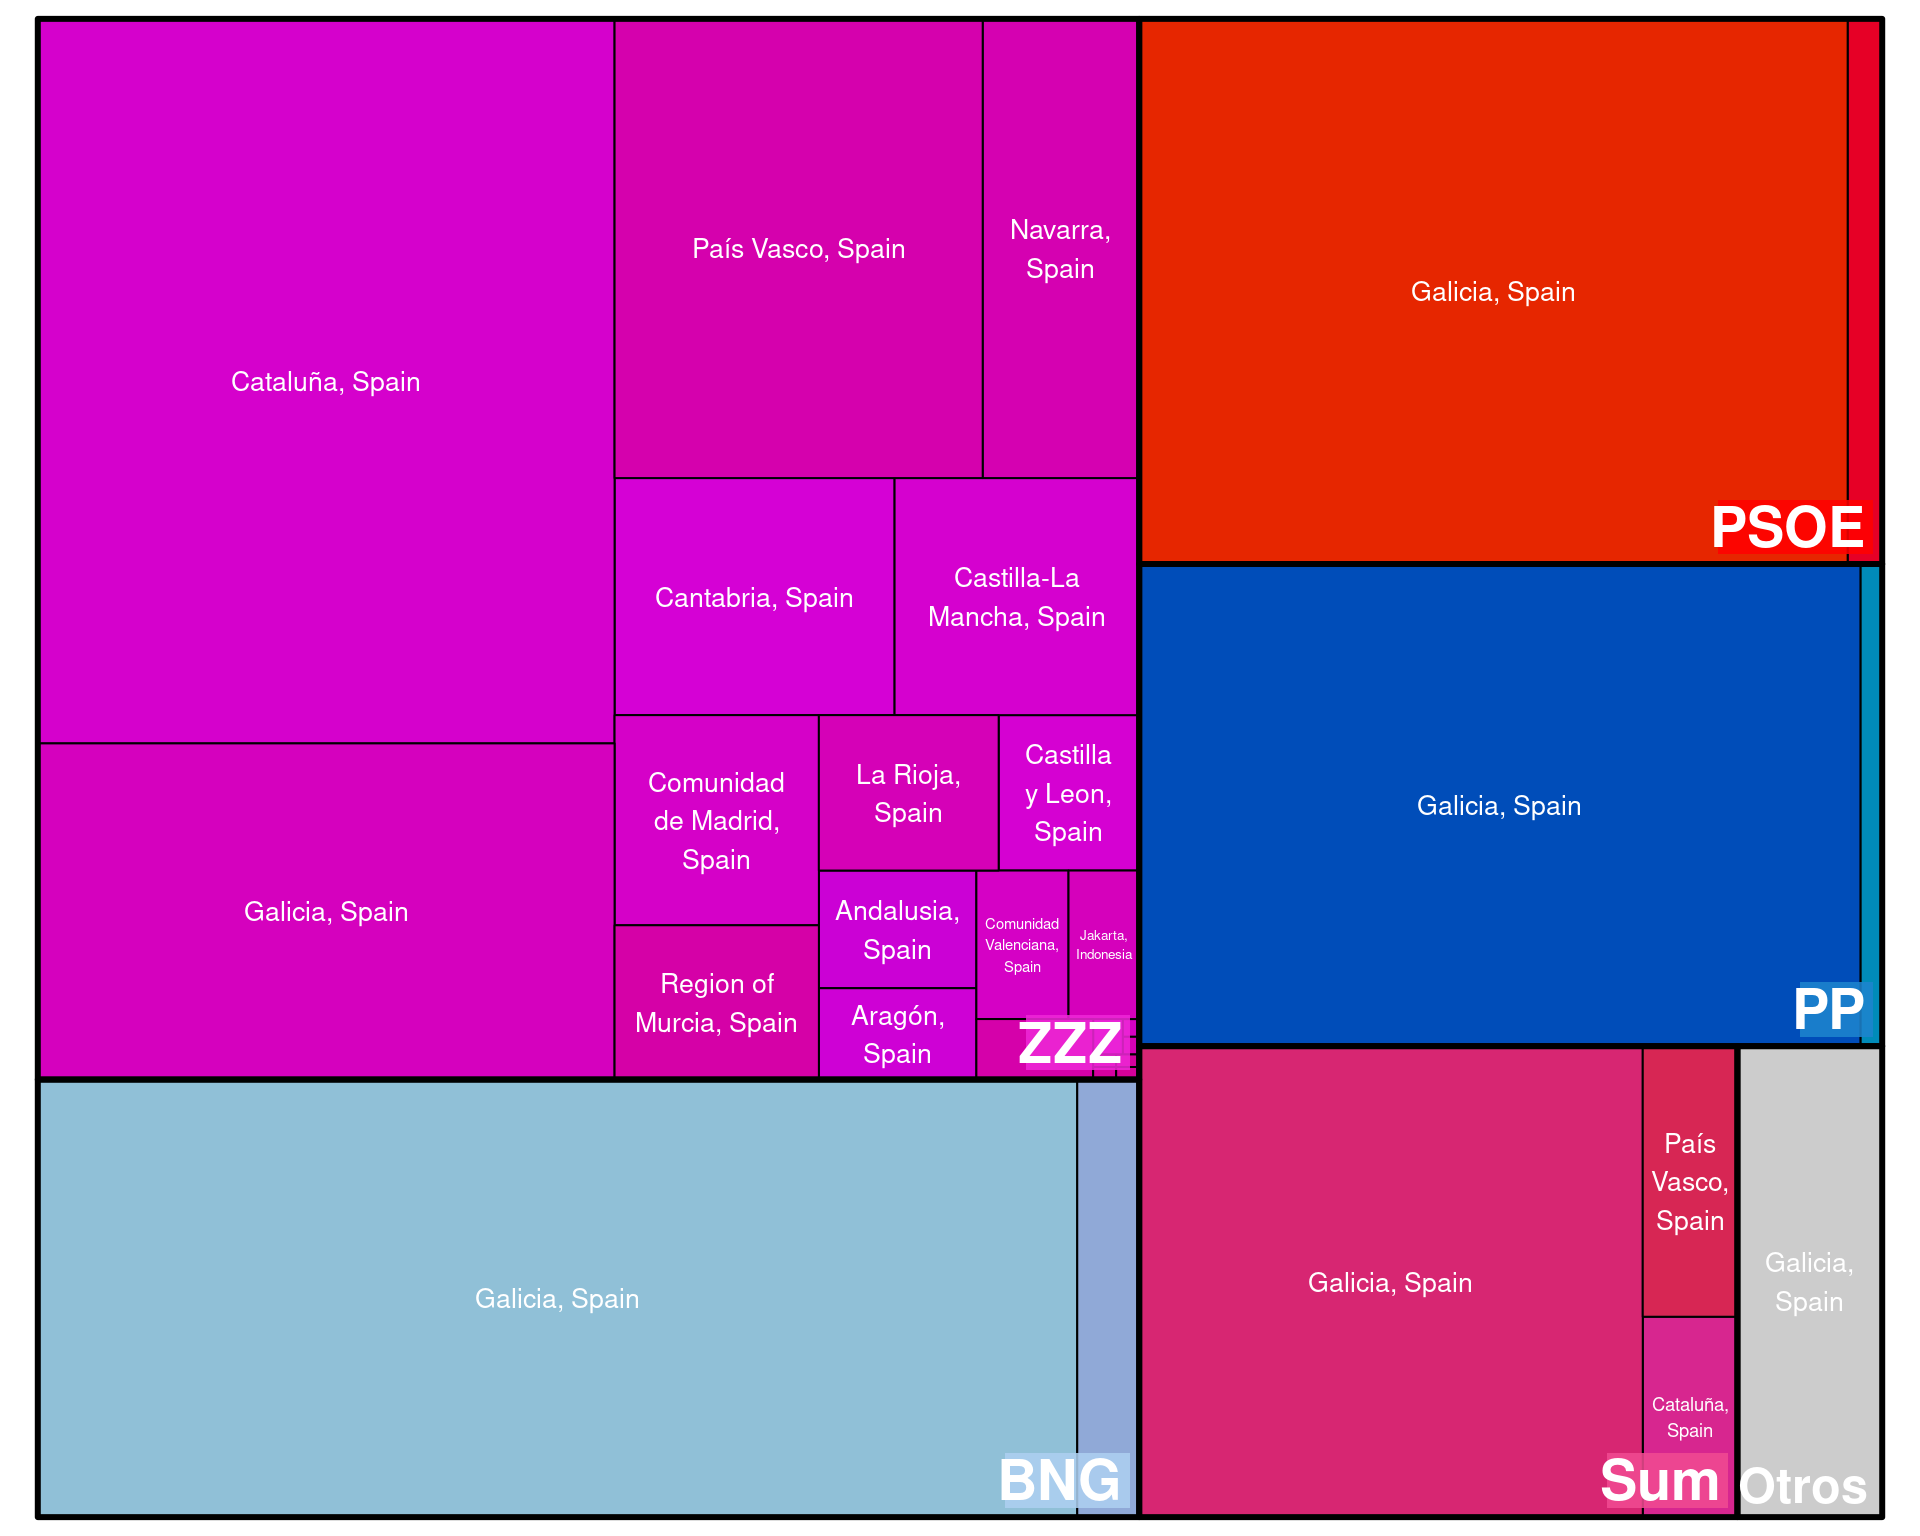 Cataluña, Spain
País Vasco, Spain
Navarra,
Spain
Cantabria, Spain
Castilla-La
Mancha, Spain
Galicia, Spain
Comunidad
de Madrid,
Spain
La Rioja,
Spain
Castilla
y Leon,
Spain
Region of
Murcia, Spain
Andalusia,
Spain
Aragón,
Spain
Comunidad
Valenciana,
Spain
Jakarta,
Indonesia
ZZZ
Galicia, Spain
BNG
Galicia, Spain
PSOE
Galicia, Spain
PP
Galicia, Spain
País
Vasco,
Spain
Cataluña,
Spain
Sum
Galicia,
Spain
Otros